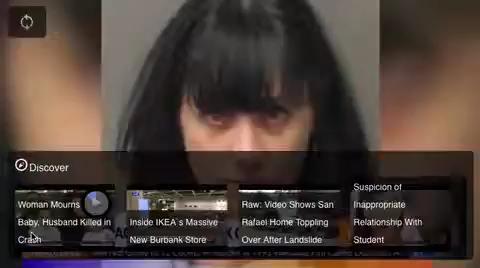 Discover
Woman Mourns
Baby, Husband Killed in
Crash
Inside IKEA's Massive
New Burbank Store
Raw: Video Shows San
Rafael Home Toppling
Over After Landslide
Suspicion of
Inappropriate
Relationship With
Student